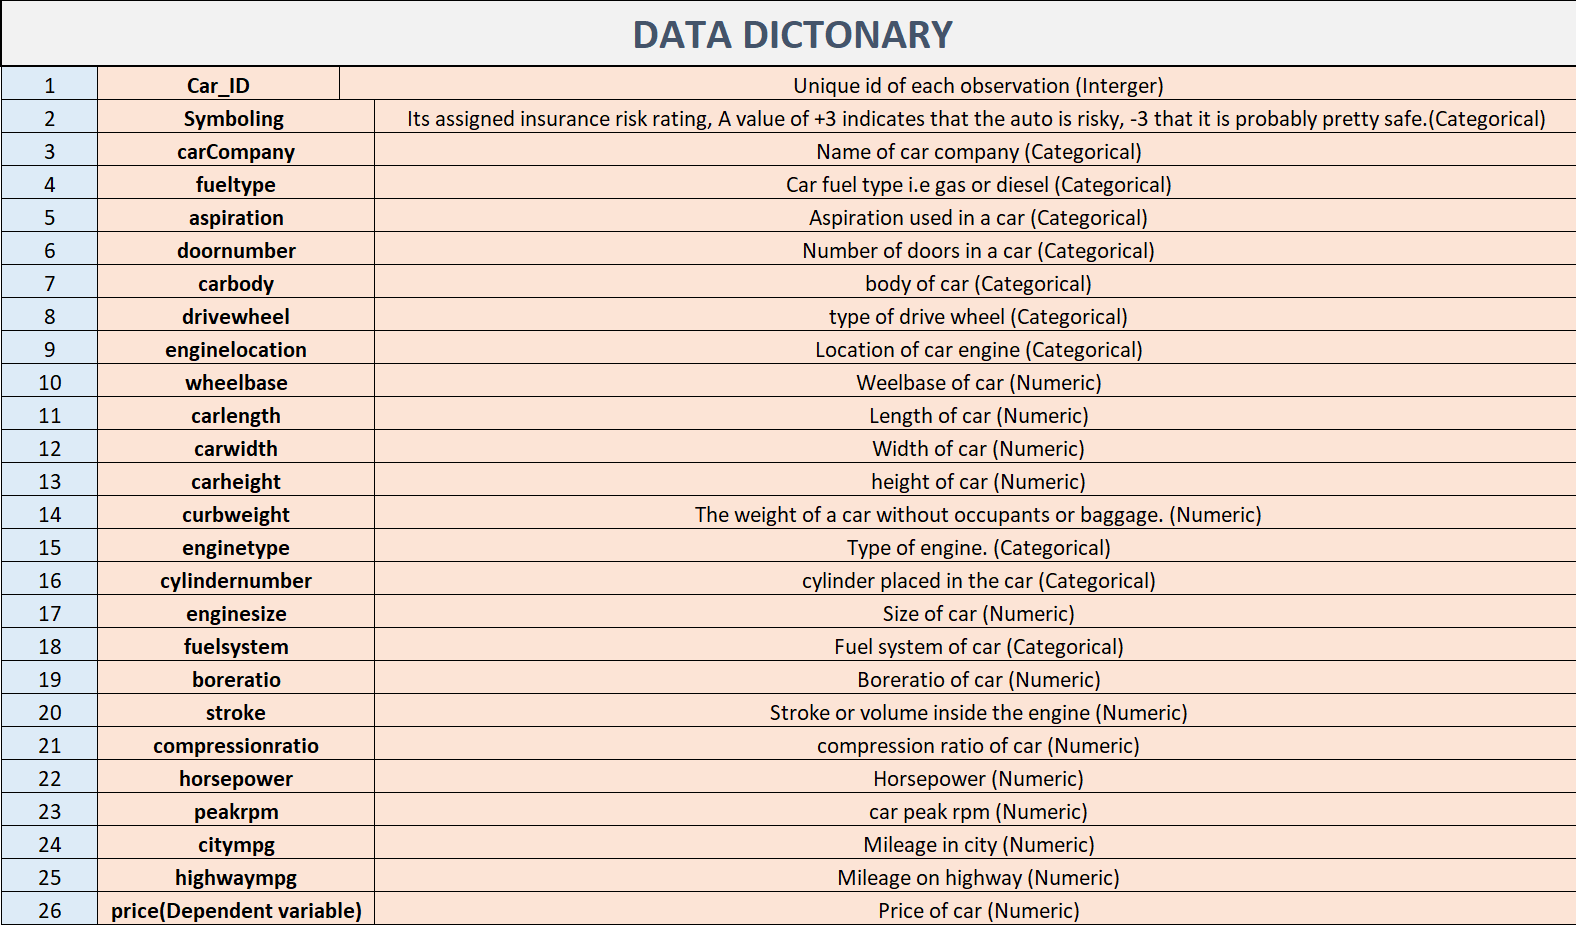 DATA DICTONARY
1 Car_ID Unique id of each observation (Interger)
2 Symboling Its assigned insurance risk rating, A value of +3 indicates that the auto is risky, -3 that it is probably pretty safe.(Categorical)
3 carCompany Name of car company (Categorical)
4 fueltype Car fuel type i.e gas or diesel (Categorical)
5 aspiration Aspiration used in a car (Categorical)
6 doornumber Number of doors in a car (Categorical)
7 carbody body of car (Categorical)
8 drivewheel type of drive wheel (Categorical)
9 enginelocation Location of car engine (Categorical)
10 wheelbase Weelbase of car (Numeric)
11 carlength Length of car (Numeric)
12 carwidth Width of car (Numeric)
13 carheight height of car (Numeric)
14 curbweight The weight of a car without occupants or baggage. (Numeric)
15 enginetype Type of engine. (Categorical)
16 cylindernumber cylinder placed in the car (Categorical)
17 enginesize Size of car (Numeric)
18 fuelsystem Fuel system of car (Categorical)
19 boreratio Boreratio of car (Numeric)
20 stroke Stroke or volume inside the engine (Numeric)
21 compressionratio compression ratio of car (Numeric)
22 horsepower Horsepower (Numeric)
23 peakrpm car peak rpm (Numeric)
24 citympg Mileage in city (Numeric)
25 highwaympg Mileage on highway (Numeric)
26 price(Dependent variable) Price of car (Numeric)